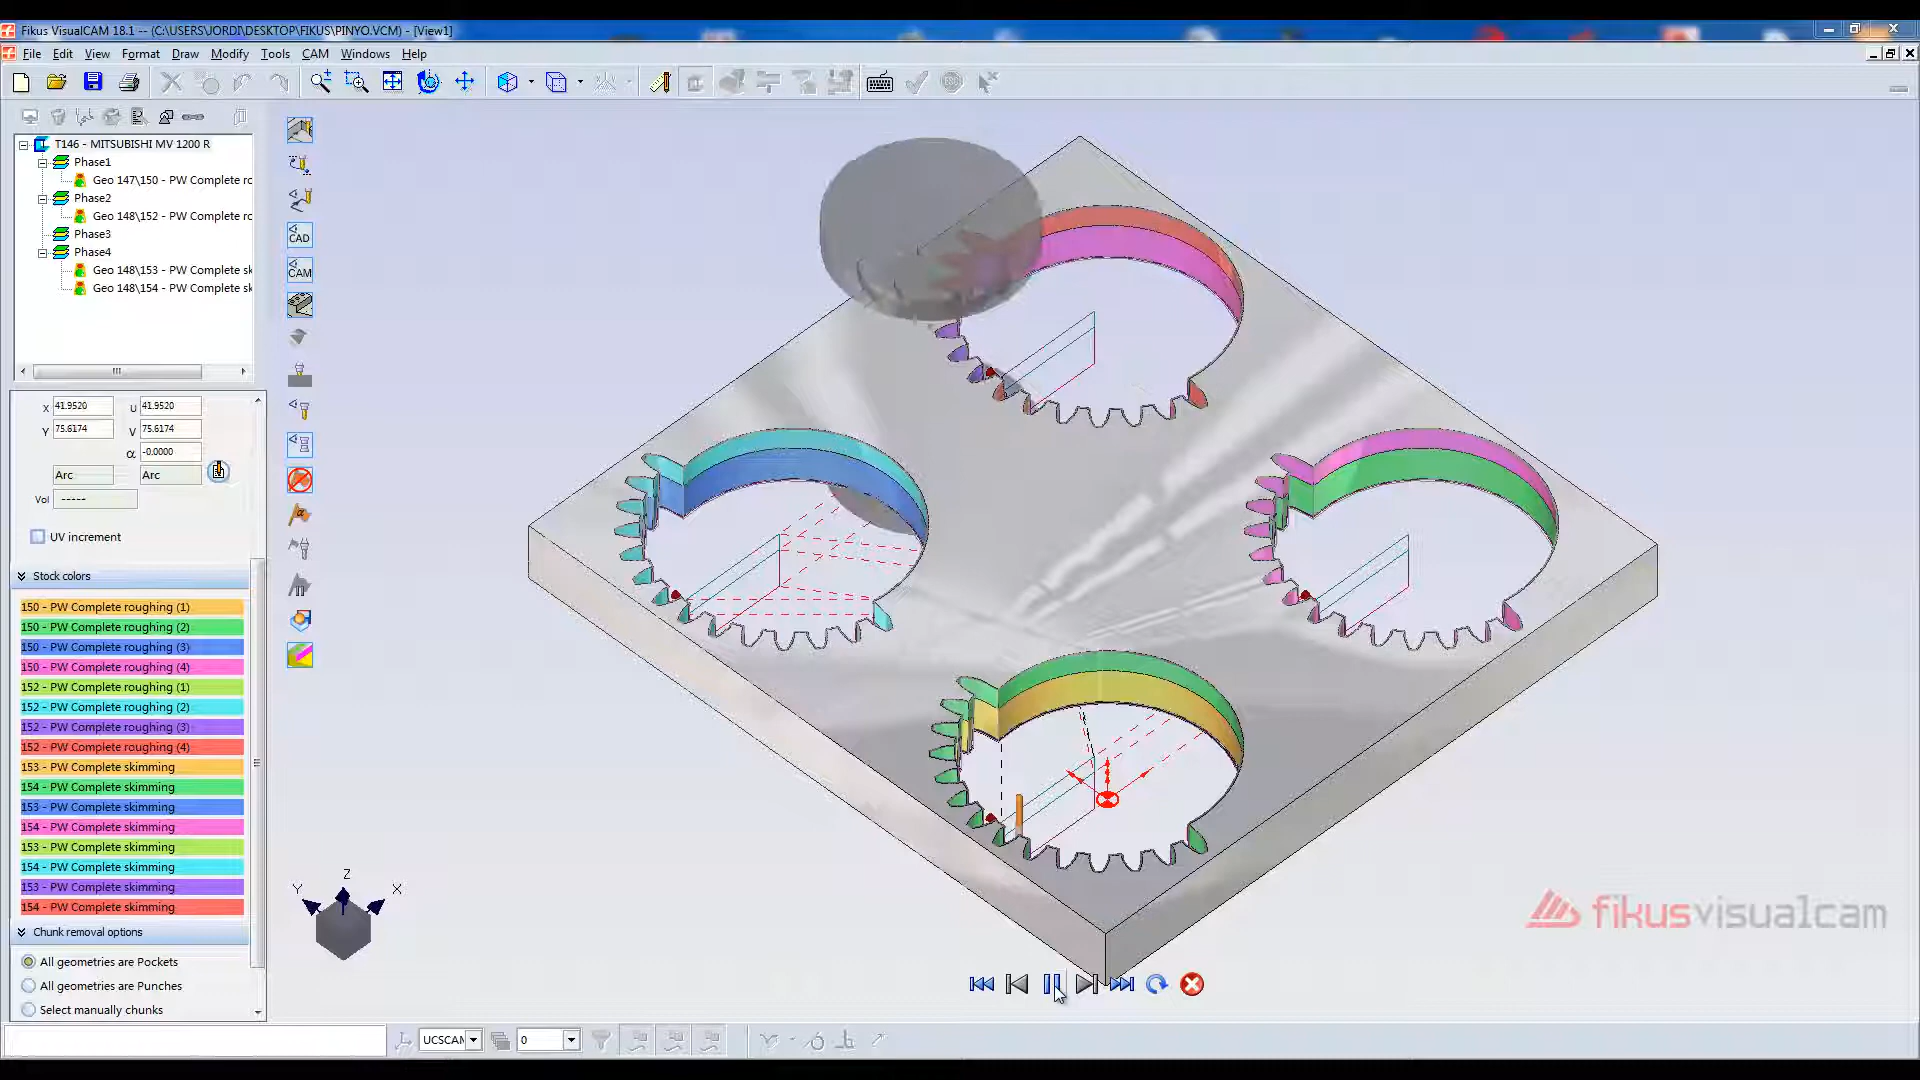 Fikus VisualCAM 18.1 -- (C:\USERS\JORDI\DESKTOP\FIKUS\PINYO.VCM) - [View1]
File Edit View Format Draw Modify Tools CAM Windows Help
T146 - MITSUBISHI MV 1200 R
Phase1
Geo 147\150 - PW Complete ro
Phase2
Geo 148\152 - PW Complete ro
Phase3
Phase4
Geo 148\153 - PW Complete sk
Geo 148\154 - PW Complete sk
CAD
CAM
X 41.9520 U 41.9520
Y 75.6174 V 75.6174
α -0.0000
Arc Arc
Vol -----
UV increment
Stock colors
150 - PW Complete roughing (1)
150 - PW Complete roughing (2)
150 - PW Complete roughing (3)
150 - PW Complete roughing (4)
152 - PW Complete roughing (1)
152 - PW Complete roughing (2)
152 - PW Complete roughing (3)
152 - PW Complete roughing (4)
153 - PW Complete skimming
154 - PW Complete skimming
153 - PW Complete skimming
154 - PW Complete skimming
153 - PW Complete skimming
154 - PW Complete skimming
153 - PW Complete skimming
154 - PW Complete skimming
Chunk removal options
All geometries are Pockets
All geometries are Punches
Select manually chunks
Z
Y X
fikusvisualcam
UCSCAM 0